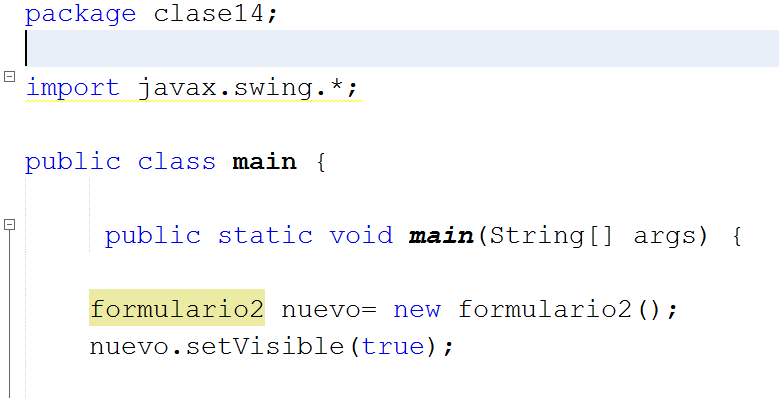 package clase14;
import javax.swing.*;
public class main {
public static void main(String[] args) {
formulario2 nuevo= new formulario2();
nuevo.setVisible(true);